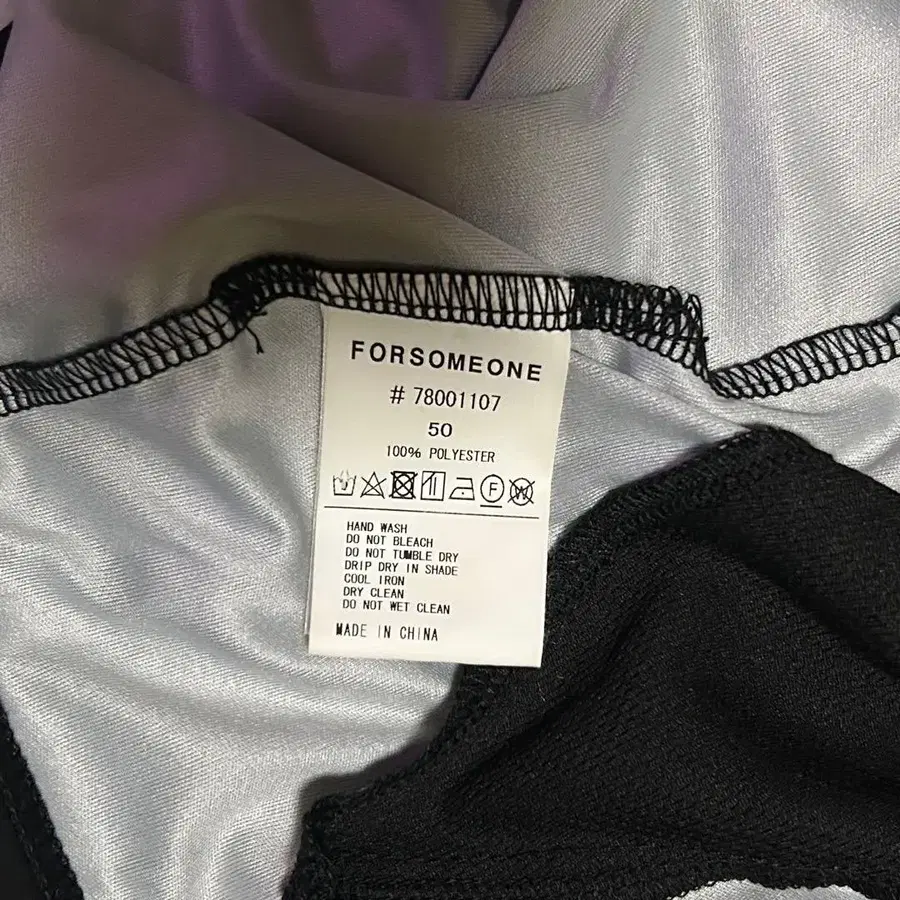 FORSOMEONE
# 78001107
50
100% POLYESTER
F W
HAND WASH
DO NOT BLEACH
DO NOT TUMBLE DRY
DRIP DRY IN SHADE
COOL IRON
DRY CLEAN
DO NOT WET CLEAN
MADE IN CHINA